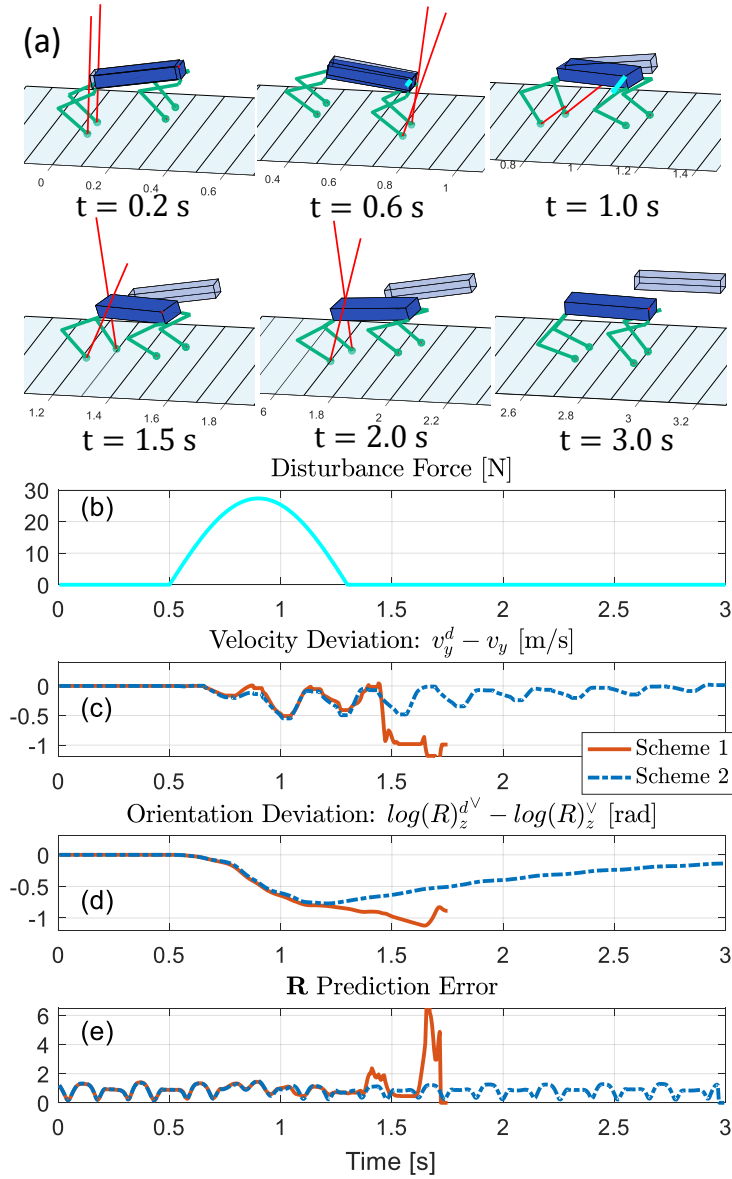 (a)
0 0.2 0.4 0.6
t = 0.2 s
0.4 0.6 0.8 1
t = 0.6 s
0.8 1 1.2 1.4
t = 1.0 s
1.2 1.4 1.6 1.8
t = 1.5 s
6 1.8 2 2.2
t = 2.0 s
2.6 2.8 3 3.2
t = 3.0 s
Disturbance Force [N]
30
20
10
0
(b)
0 0.5 1 1.5 2 2.5 3
Velocity Deviation: $v_y^d - v_y$ [m/s]
0
-0.5
-1
(c)
0 0.5 1 1.5 2 2.5 3
Scheme 1
Scheme 2
Orientation Deviation: $log(R)_z^{d^\vee} - log(R)_z^\vee$ [rad]
0
-0.5
-1
(d)
0 0.5 1 1.5 2 2.5 3
R Prediction Error
6
4
2
0
(e)
0 0.5 1 1.5 2 2.5 3
Time [s]